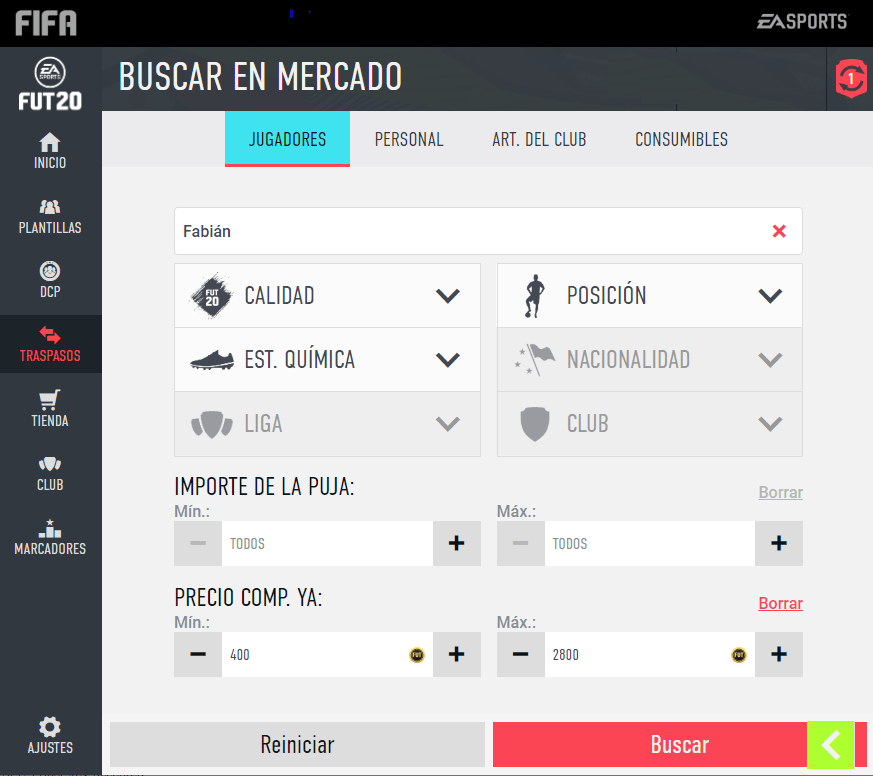 FIFA
EA SPORTS
EA SPORTS
FUT20
BUSCAR EN MERCADO
1
INICIO
PLANTILLAS
DCP
TRASPASOS
TIENDA
CLUB
MARCADORES
AJUSTES
JUGADORES PERSONAL ART. DEL CLUB CONSUMIBLES
Fabián
FUT 20 CALIDAD POSICIÓN
EST. QUÍMICA NACIONALIDAD
LIGA CLUB
IMPORTE DE LA PUJA: Borrar
Mín.: Máx.:
TODOS TODOS
PRECIO COMP. YA: Borrar
Mín.: Máx.:
400 FUT 2800 FUT
Reiniciar Buscar